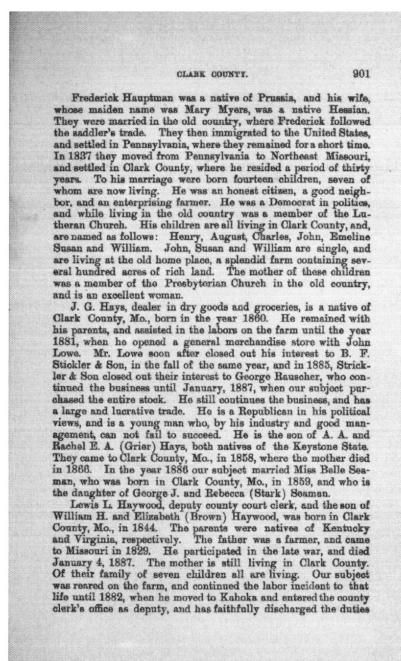 CLARK COUNTY. 901
Frederick Hauptman was a native of Prussia, and his wife,
whose maiden name was Mary Myers, was a native Hessian.
They were married in the old country, where Frederick followed
the saddler's trade. They then immigrated to the United States,
and settled in Pennsylvania, where they remained for a short time.
In 1837 they moved from Pennsylvania to Northeast Missouri,
and settled in Clark County, where he resided a period of thirty
years. To his marriage were born fourteen children, seven of
whom are now living. He was an honest citizen, a good neigh-
bor, and an enterprising farmer. He was a Democrat in politics,
and while living in the old country was a member of the Lu-
theran Church. His children are all living in Clark County, and,
are named as follows: Henry, August, Charles, John, Emeline
Susan and William. John, Susan and William are single, and
are living at the old home place, a splendid farm containing sev-
eral hundred acres of rich land. The mother of these children
was a member of the Presbyterian Church in the old country,
and is an excellent woman.
J. G. Hays, dealer in dry goods and groceries, is a native of
Clark County, Mo., born in the year 1860. He remained with
his parents, and assisted in the labors on the farm until the year
1881, when he opened a general merchandise store with John
Lowe. Mr. Lowe soon after closed out his interest to B. F.
Stickler & Son, in the fall of the same year, and in 1885, Strick-
ler & Son closed out their interest to George Rauscher, who con-
tinued the business until January, 1887, when our subject pur-
chased the entire stock. He still continues the business, and has
a large and lucrative trade. He is a Republican in his political
views, and is a young man who, by his industry and good man-
agement, can not fail to succeed. He is the son of A. A. and
Rachel E. A. (Grier) Hays, both natives of the Keystone State.
They came to Clark County, Mo., in 1858, where the mother died
in 1866. In the year 1886 our subject married Miss Belle Sea-
man, who was born in Clark County, Mo., in 1859, and who is
the daughter of George J. and Rebecca (Stark) Seaman.
Lewis L. Haywood, deputy county court clerk, and the son of
William H. and Elizabeth (Brown) Haywood, was born in Clark
County, Mo., in 1844. The parents were natives of Kentucky
and Virginia, respectively. The father was a farmer, and came
to Missouri in 1829. He participated in the late war, and died
January 4, 1887. The mother is still living in Clark County.
Of their family of seven children all are living. Our subject
was reared on the farm, and continued the labor incident to that
life until 1882, when he moved to Kahoka and entered the county
clerk's office as deputy, and has faithfully discharged the duties